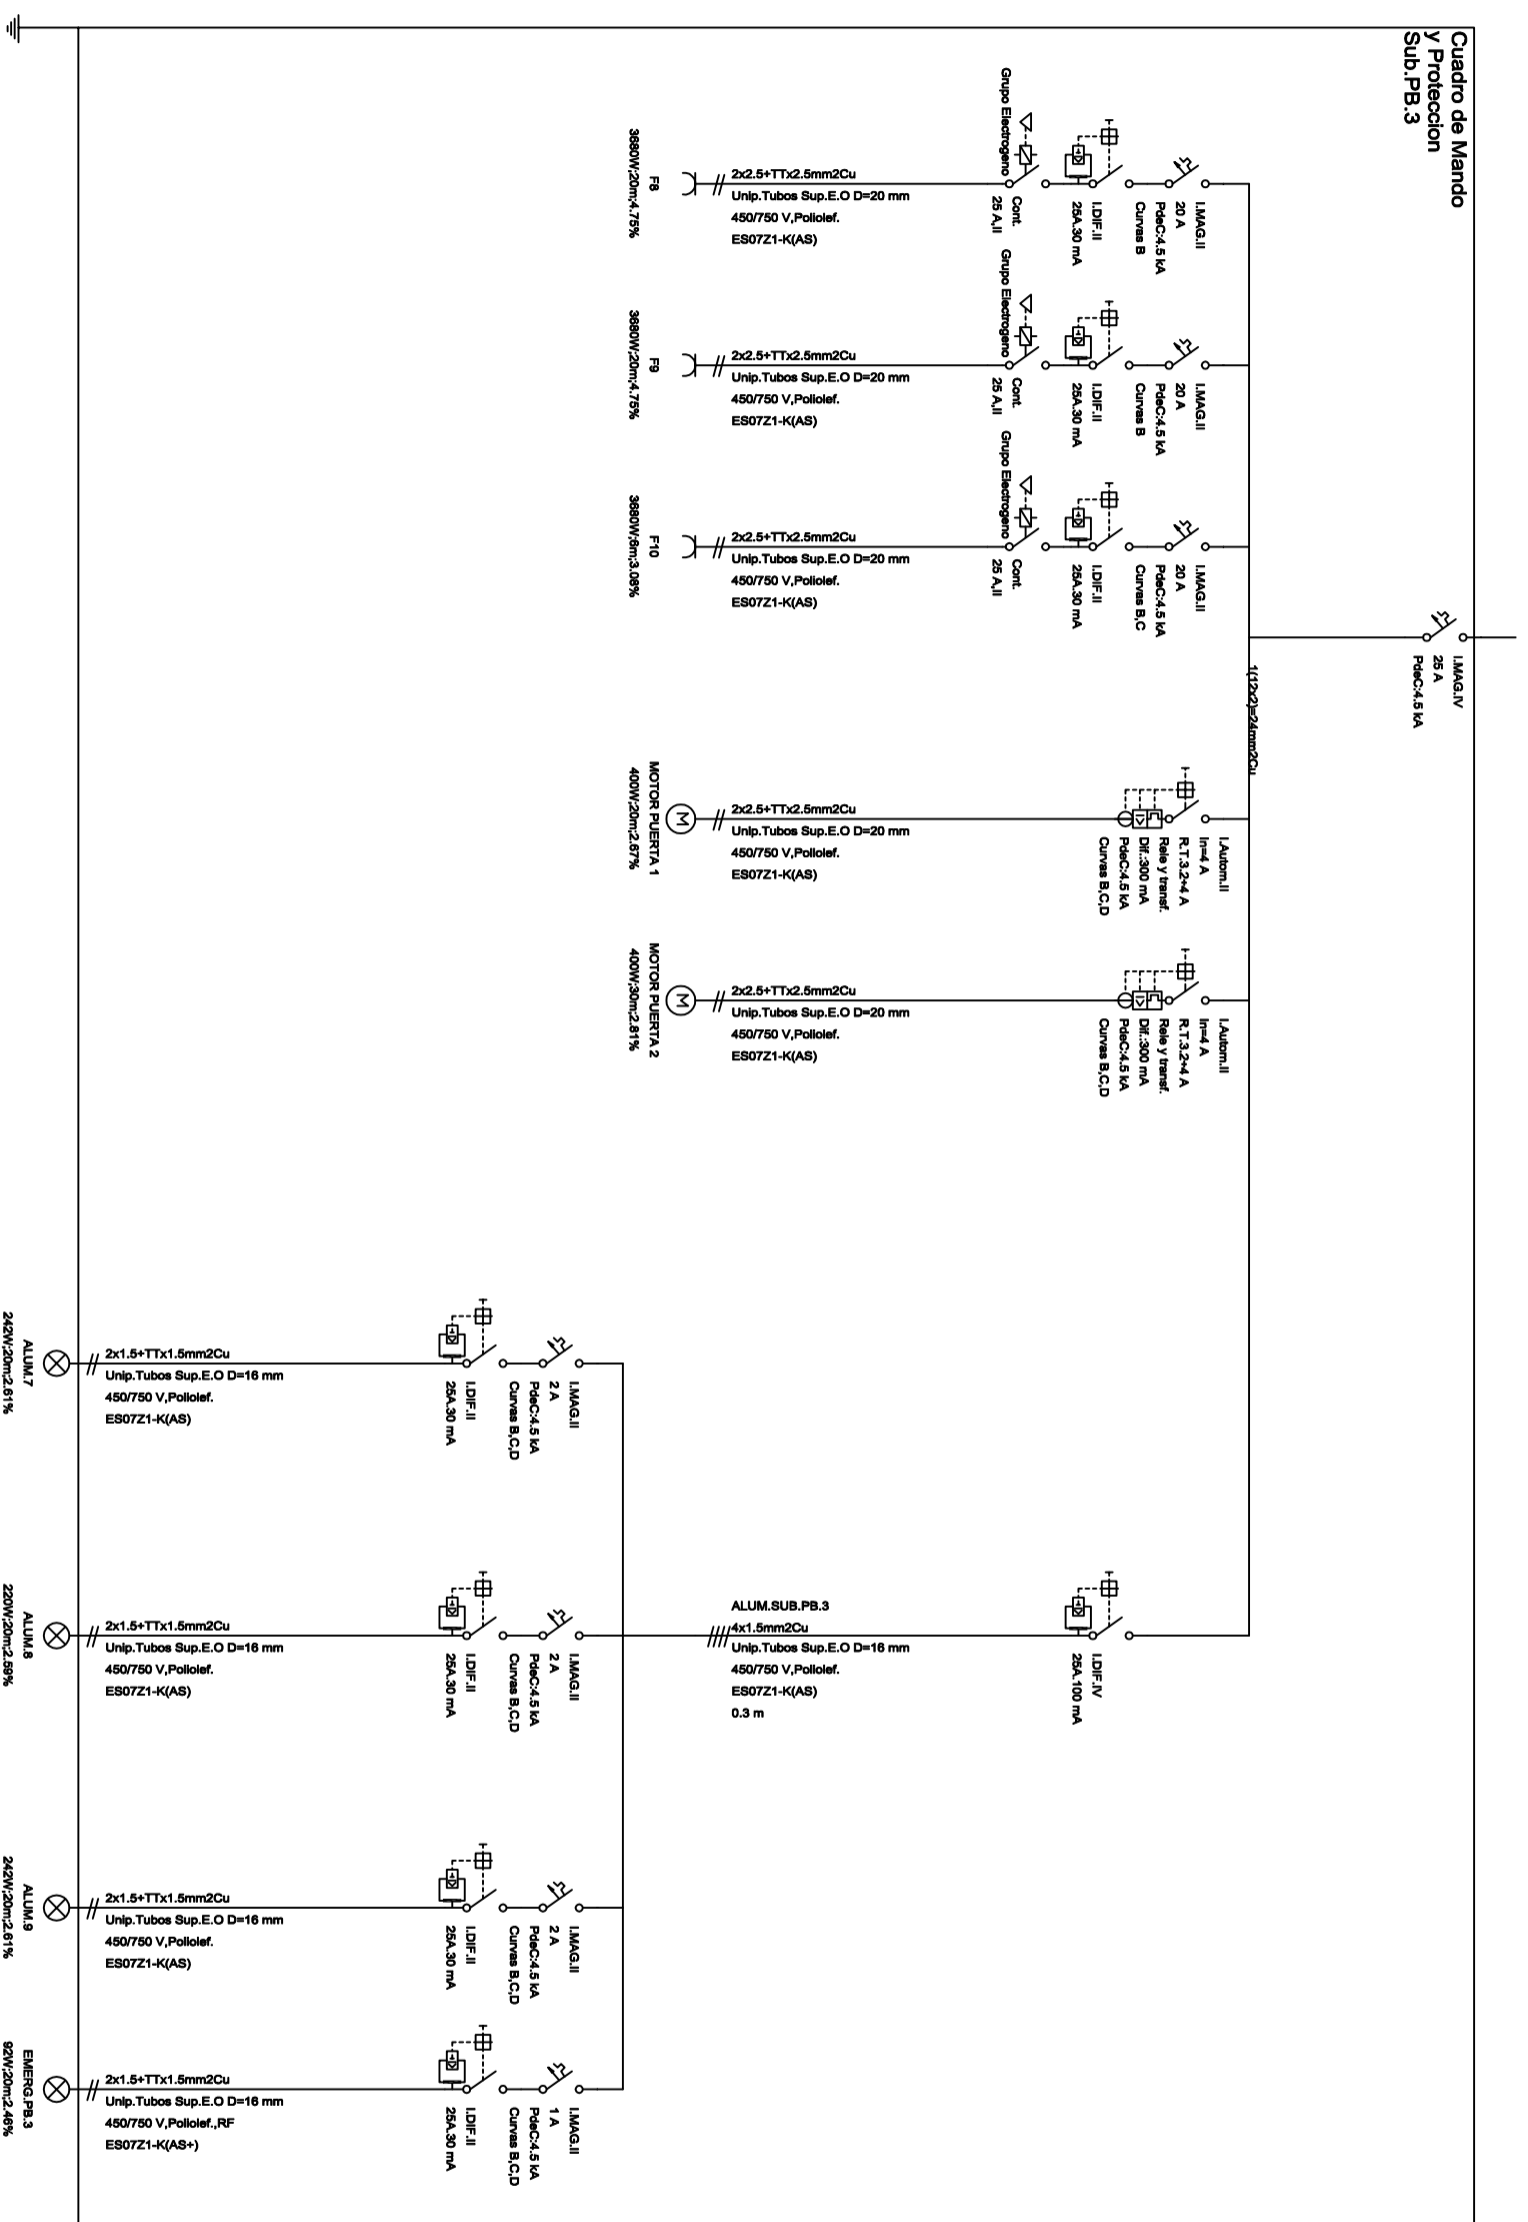 Cuadro de Mando
y Proteccion
Sub.PB.3
I.MAG.IV
25 A
PdeC:4.5 kA
1(12x2)=24mm2Cu
I.MAG.II
20 A
PdeC:4.5 kA
Curvas B
I.DIF.II
25A.30 mA
Grupo Electrogeno
Cont.
25 A,II
2x2.5+TTx2.5mm2Cu
Unip.Tubos Sup.E.O D=20 mm
450/750 V,Poliolef.
ES07Z1-K(AS)
F8
3680W;20m;4.75%
I.MAG.II
20 A
PdeC:4.5 kA
Curvas B
I.DIF.II
25A.30 mA
Grupo Electrogeno
Cont.
25 A,II
2x2.5+TTx2.5mm2Cu
Unip.Tubos Sup.E.O D=20 mm
450/750 V,Poliolef.
ES07Z1-K(AS)
F9
3680W;20m;4.75%
I.MAG.II
20 A
PdeC:4.5 kA
Curvas B,C
I.DIF.II
25A.30 mA
Grupo Electrogeno
Cont.
25 A,II
2x2.5+TTx2.5mm2Cu
Unip.Tubos Sup.E.O D=20 mm
450/750 V,Poliolef.
ES07Z1-K(AS)
F10
3680W;6m;3.08%
I.Autom.II
In=4 A
R.T.3.2÷4 A
Rele y transf.
Dif.:300 mA
PdeC:4.5 kA
Curvas B,C,D
2x2.5+TTx2.5mm2Cu
Unip.Tubos Sup.E.O D=20 mm
450/750 V,Poliolef.
ES07Z1-K(AS)
M
MOTOR PUERTA 1
400W;20m;2.67%
I.Autom.II
In=4 A
R.T.3.2÷4 A
Rele y transf.
Dif.:300 mA
PdeC:4.5 kA
Curvas B,C,D
2x2.5+TTx2.5mm2Cu
Unip.Tubos Sup.E.O D=20 mm
450/750 V,Poliolef.
ES07Z1-K(AS)
M
MOTOR PUERTA 2
400W;30m;2.81%
I.DIF.IV
25A.100 mA
ALUM.SUB.PB.3
4x1.5mm2Cu
Unip.Tubos Sup.E.O D=16 mm
450/750 V,Poliolef.
ES07Z1-K(AS)
0.3 m
I.MAG.II
2 A
PdeC:4.5 kA
Curvas B,C,D
I.DIF.II
25A.30 mA
2x1.5+TTx1.5mm2Cu
Unip.Tubos Sup.E.O D=16 mm
450/750 V,Poliolef.
ES07Z1-K(AS)
ALUM.7
242W;20m;2.61%
I.MAG.II
2 A
PdeC:4.5 kA
Curvas B,C,D
I.DIF.II
25A.30 mA
2x1.5+TTx1.5mm2Cu
Unip.Tubos Sup.E.O D=16 mm
450/750 V,Poliolef.
ES07Z1-K(AS)
ALUM.8
220W;20m;2.59%
I.MAG.II
2 A
PdeC:4.5 kA
Curvas B,C,D
I.DIF.II
25A.30 mA
2x1.5+TTx1.5mm2Cu
Unip.Tubos Sup.E.O D=16 mm
450/750 V,Poliolef.
ES07Z1-K(AS)
ALUM.9
242W;20m;2.61%
I.MAG.II
1 A
PdeC:4.5 kA
Curvas B,C,D
I.DIF.II
25A.30 mA
2x1.5+TTx1.5mm2Cu
Unip.Tubos Sup.E.O D=16 mm
450/750 V,Poliolef.,RF
ES07Z1-K(AS+)
EMERG.PB.3
92W;20m;2.46%